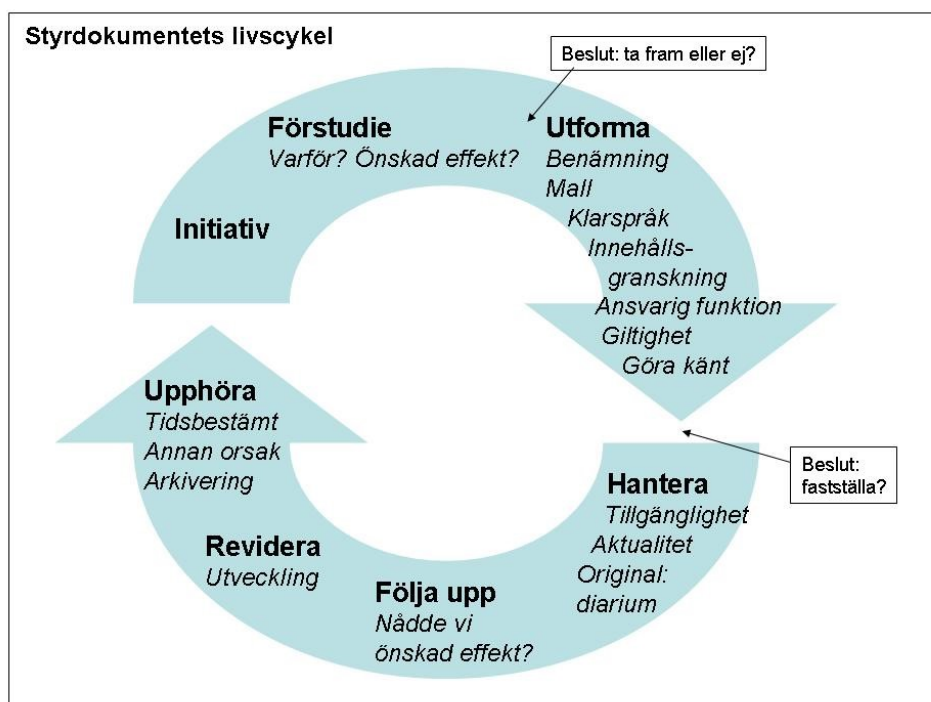 Styrdokumentets livscykel
Beslut: ta fram eller ej?
Förstudie
Varför? Önskad effekt?
Initiativ
Utforma
Benämning
Mall
Klarspråk
Innehålls-
granskning
Ansvarig funktion
Giltighet
Göra känt
Beslut:
fastställa?
Hantera
Tillgänglighet
Aktualitet
Original:
diarium
Följa upp
Nådde vi
önskad effekt?
Revidera
Utveckling
Upphöra
Tidsbestämt
Annan orsak
Arkivering